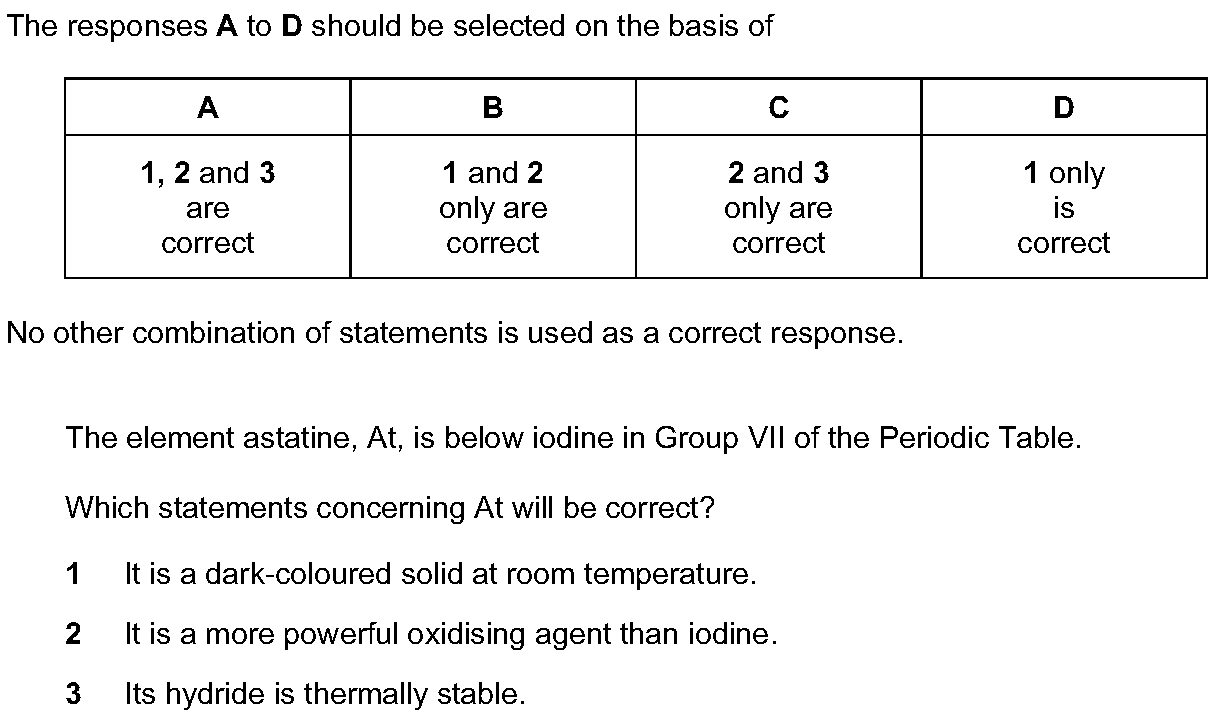 The responses A to D should be selected on the basis of
A B C D
1, 2 and 3 1 and 2 2 and 3 1 only
are only are only are is
correct correct correct correct
No other combination of statements is used as a correct response.
The element astatine, At, is below iodine in Group VII of the Periodic Table.
Which statements concerning At will be correct?
1 It is a dark-coloured solid at room temperature.
2 It is a more powerful oxidising agent than iodine.
3 Its hydride is thermally stable.